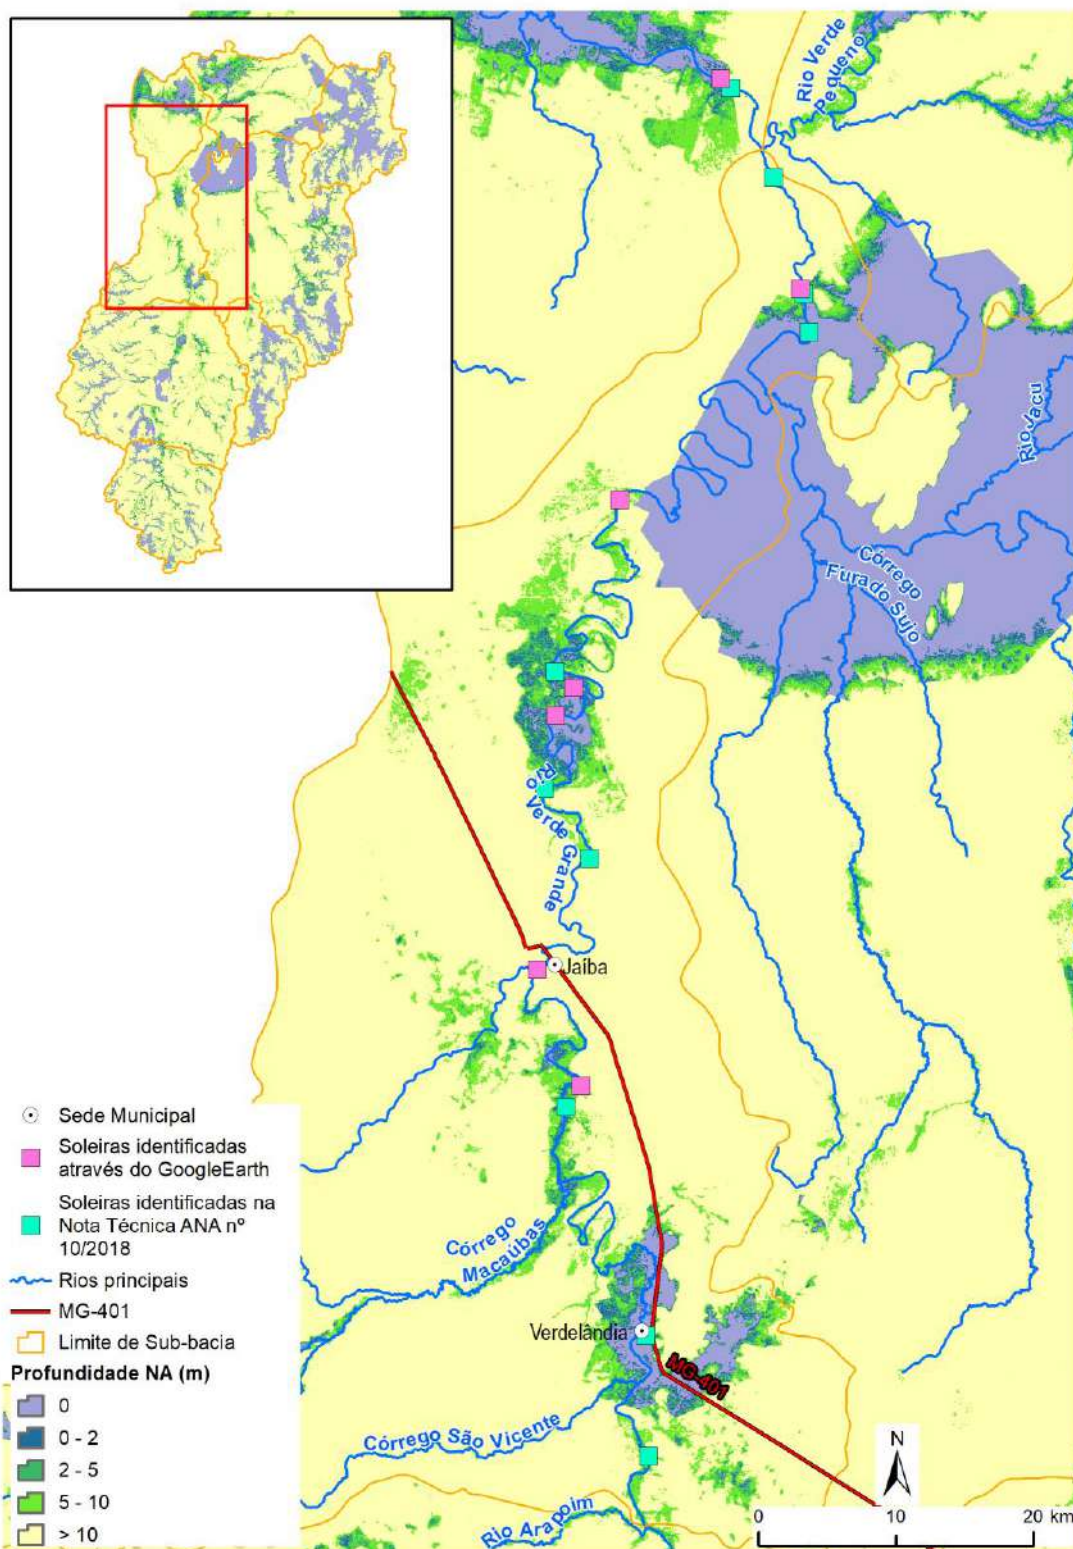 Rio Verde
Pequeno
Rio Jacu
Córrego
Furado Sujo
Rio Verde Grande
Jaíba
Córrego
Macaúbas
Verdelândia
MG-401
Córrego São Vicente
Rio Arapoim
Sede Municipal
Soleiras identificadas
através do GoogleEarth
Soleiras identificadas na
Nota Técnica ANA nº
10/2018
Rios principais
MG-401
Limite de Sub-bacia
Profundidade NA (m)
0
0 - 2
2 - 5
5 - 10
> 10
N
0 10 20 km